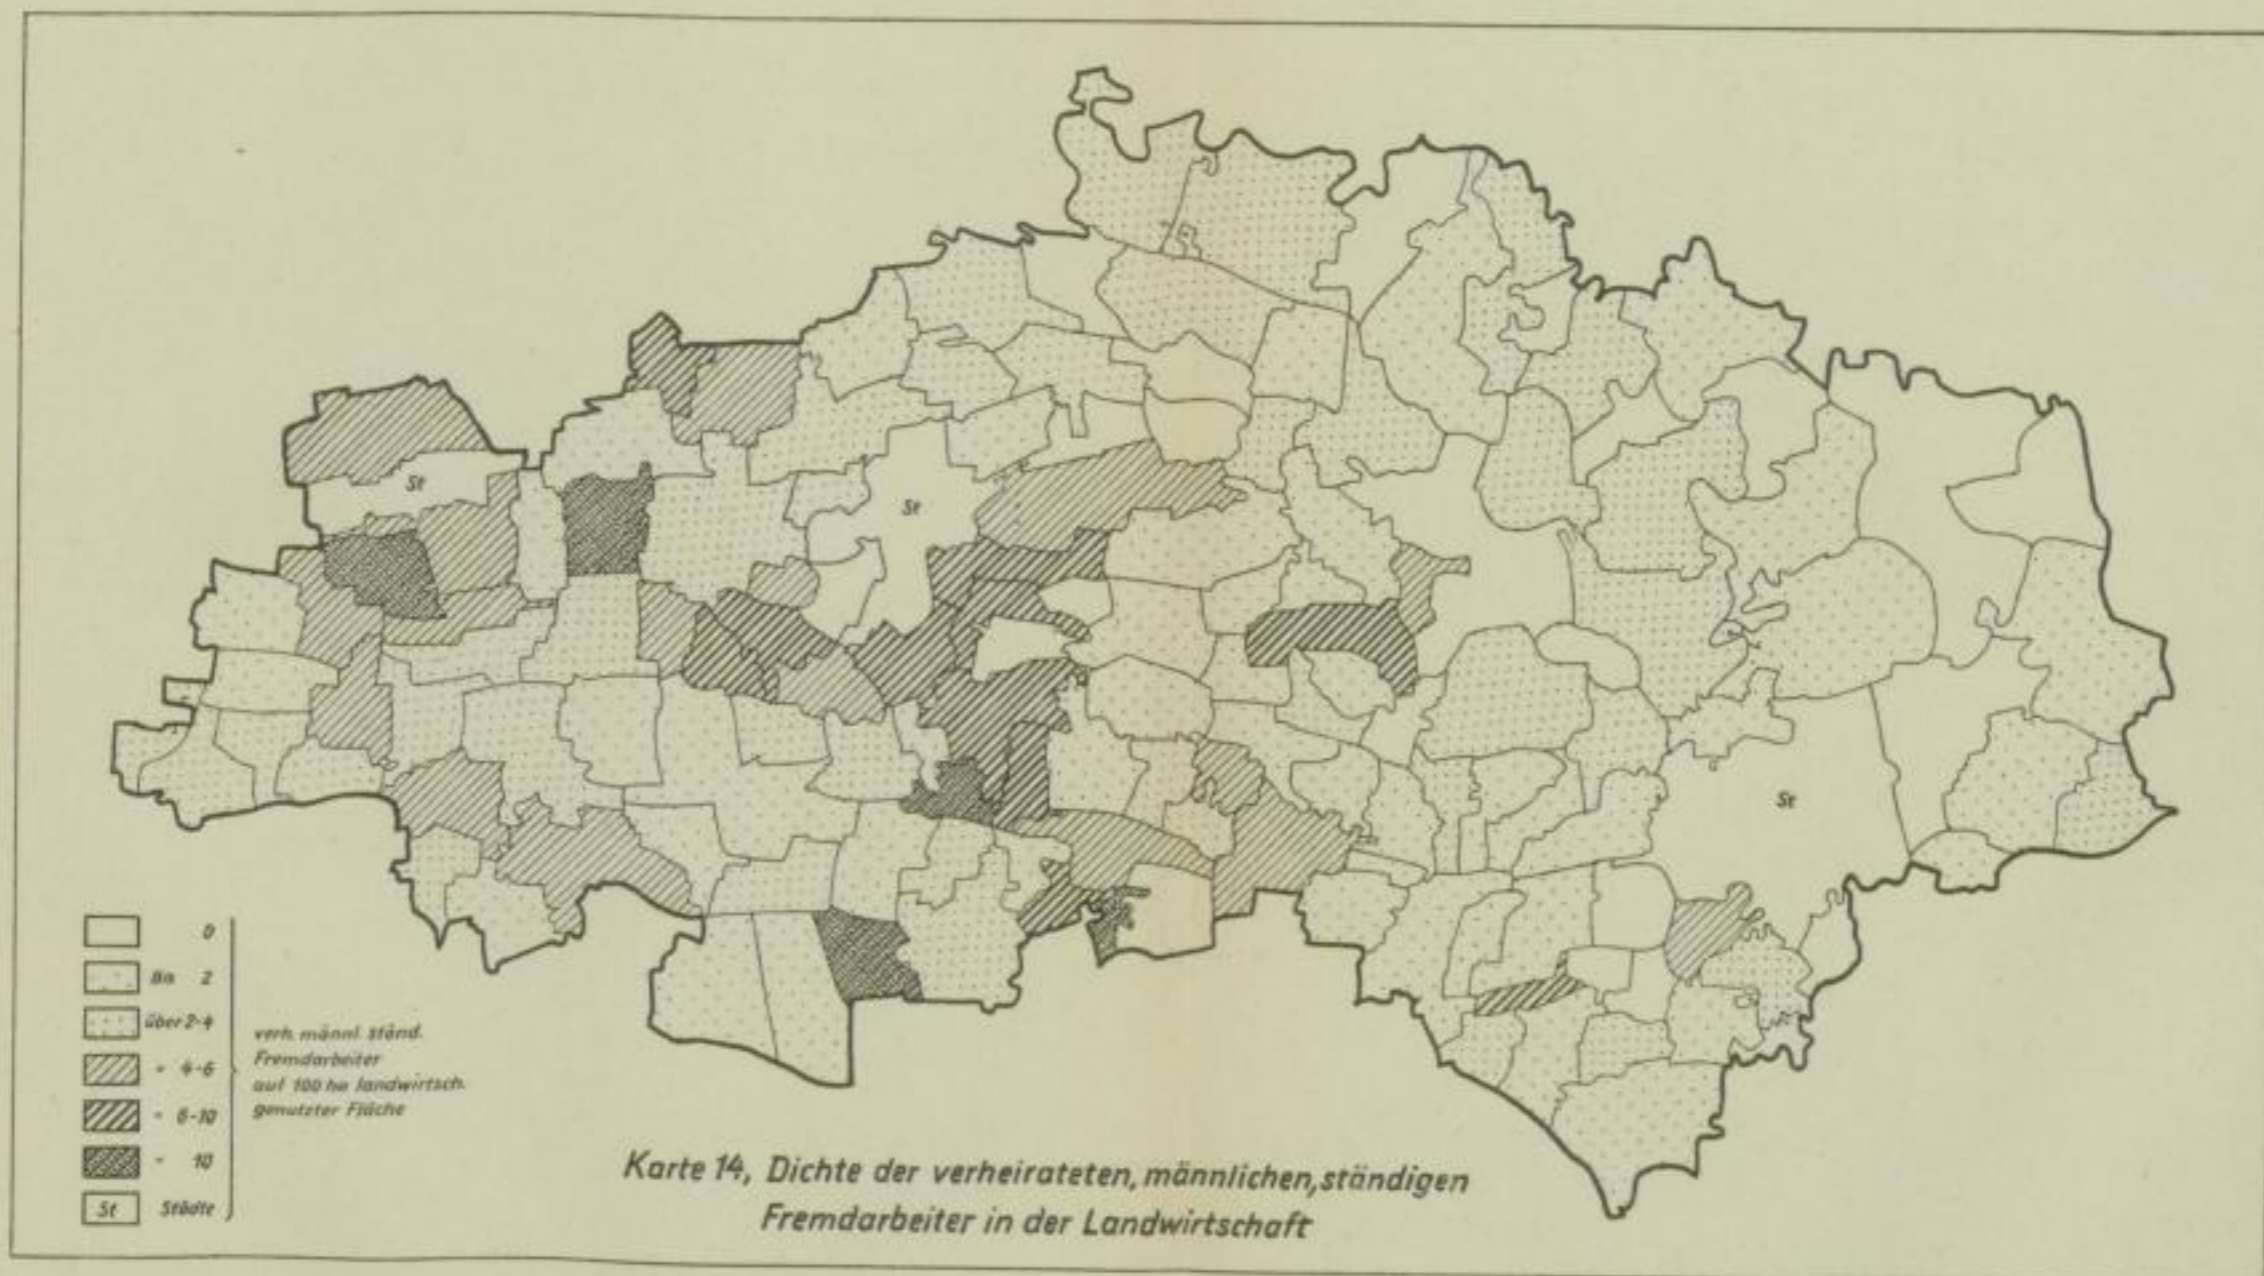 St
St
St
0
Bis 2
über 2-4
" 4-6
" 6-10
" 10
St Städte
verh. männl. ständ.
Fremdarbeiter
auf 100 ha landwirtsch.
genutzter Fläche
Karte 14, Dichte der verheirateten, männlichen, ständigen
Fremdarbeiter in der Landwirtschaft